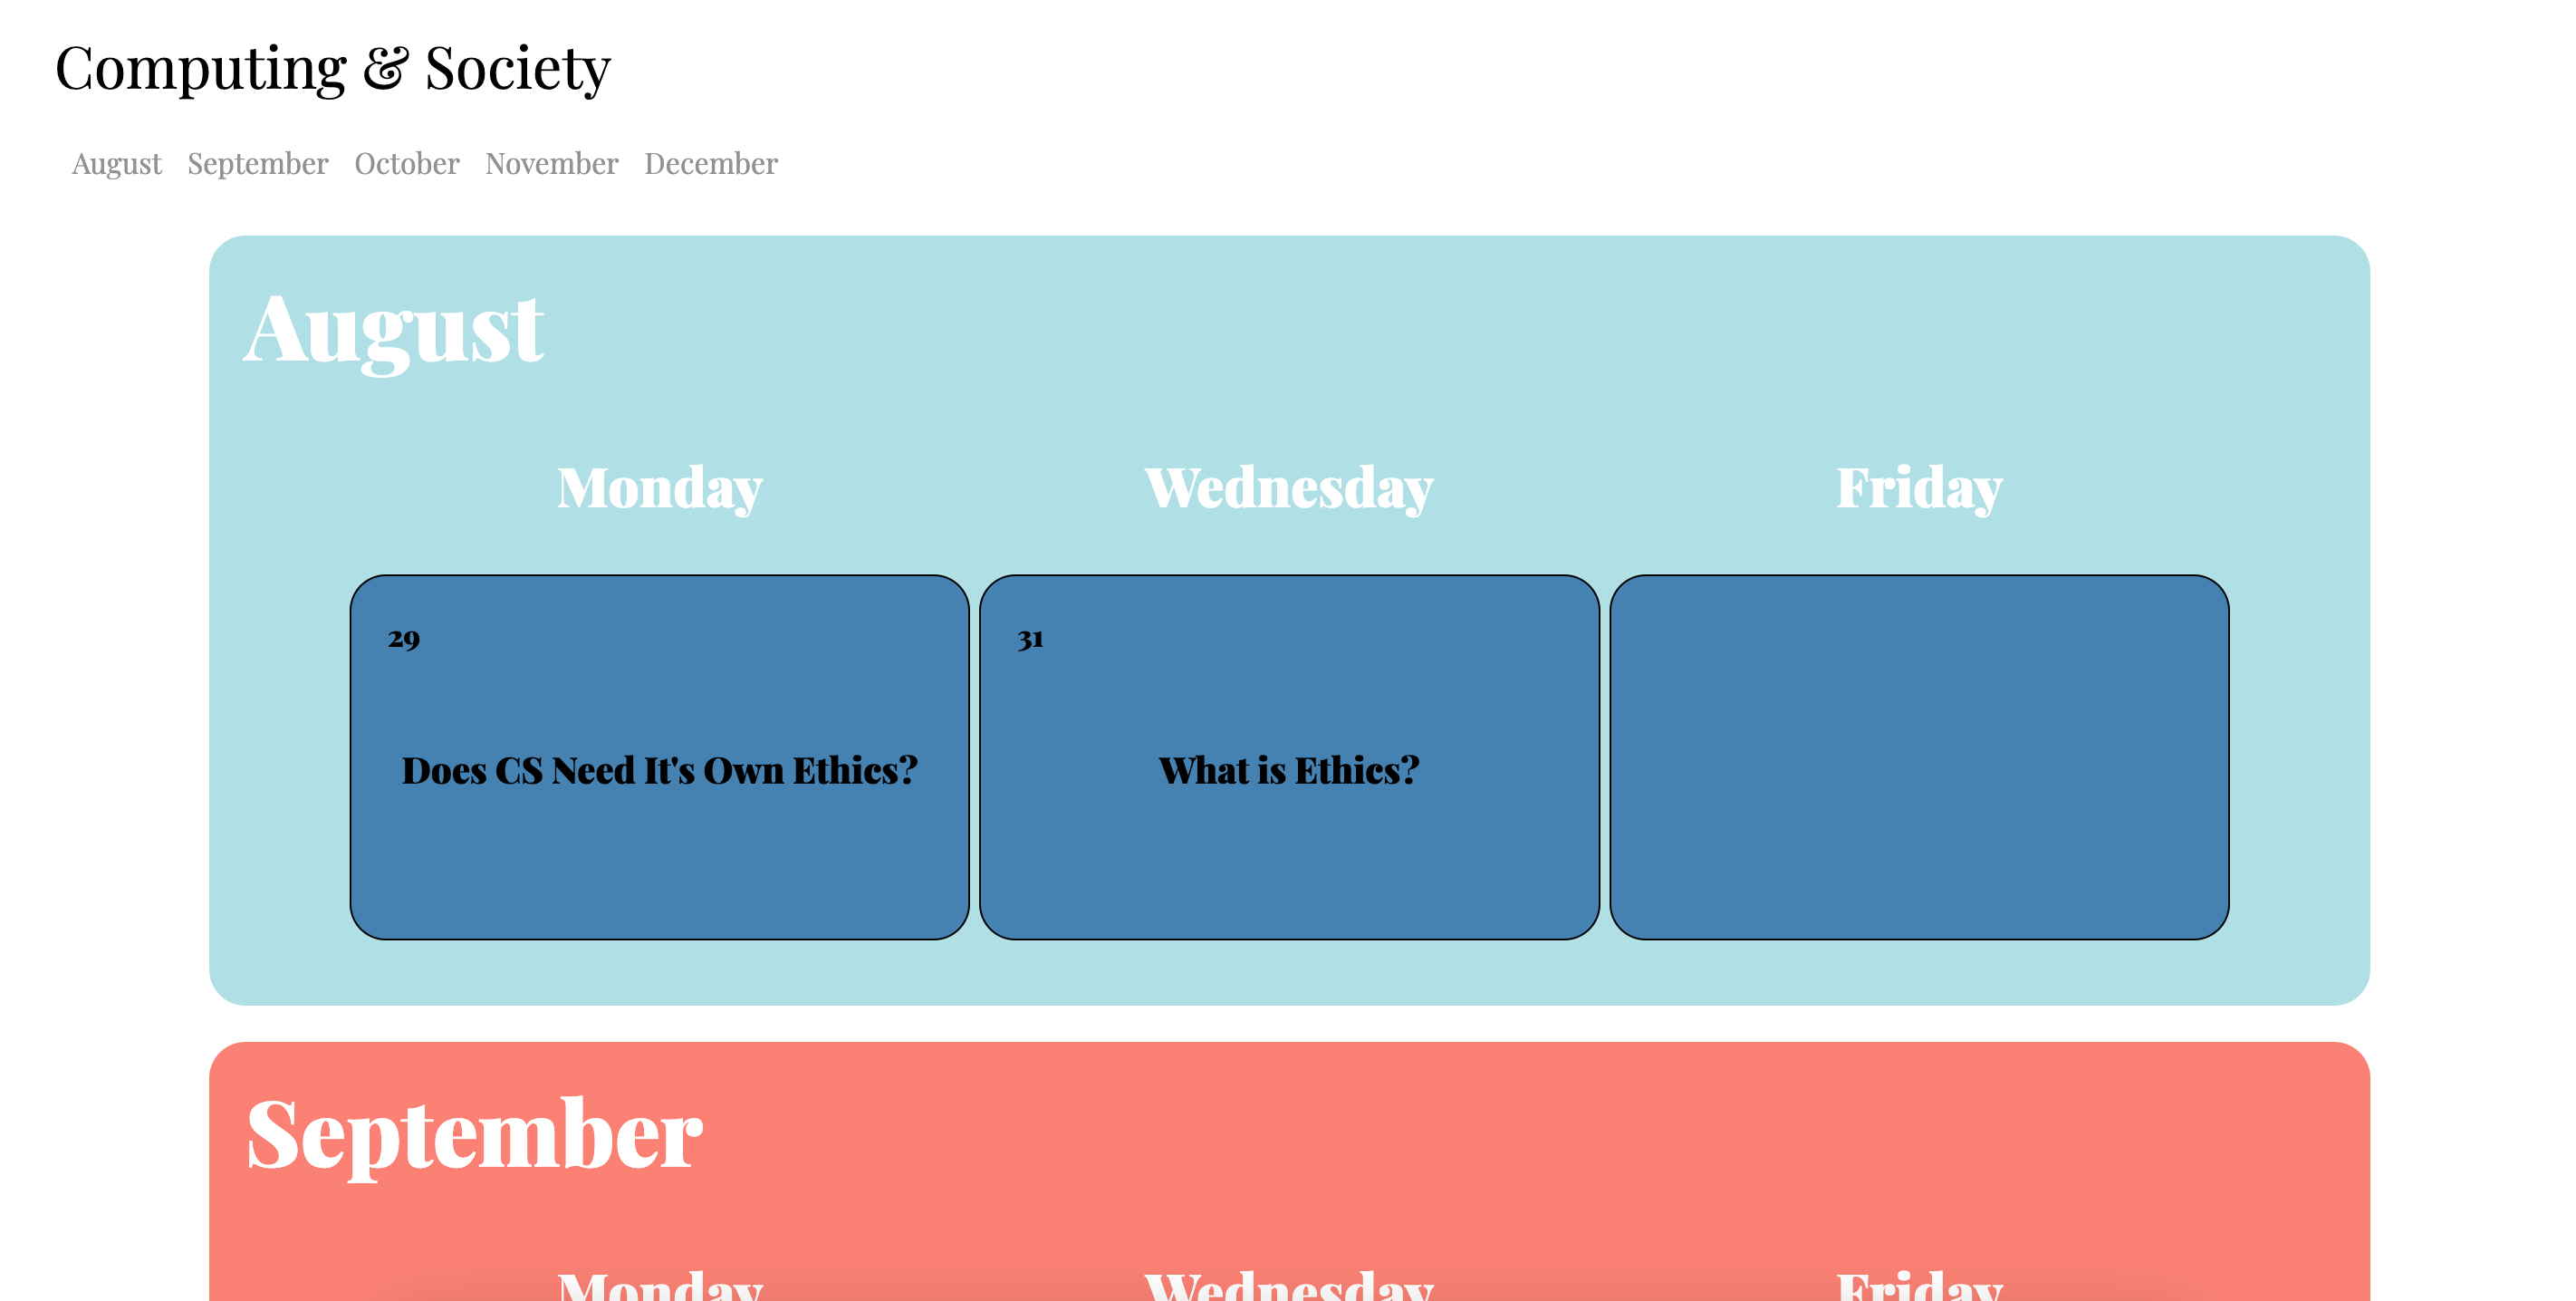 Computing & Society
August September October November December
August
Monday Wednesday Friday
29 31
Does CS Need It's Own Ethics? What is Ethics?
September
Monday Wednesday Friday